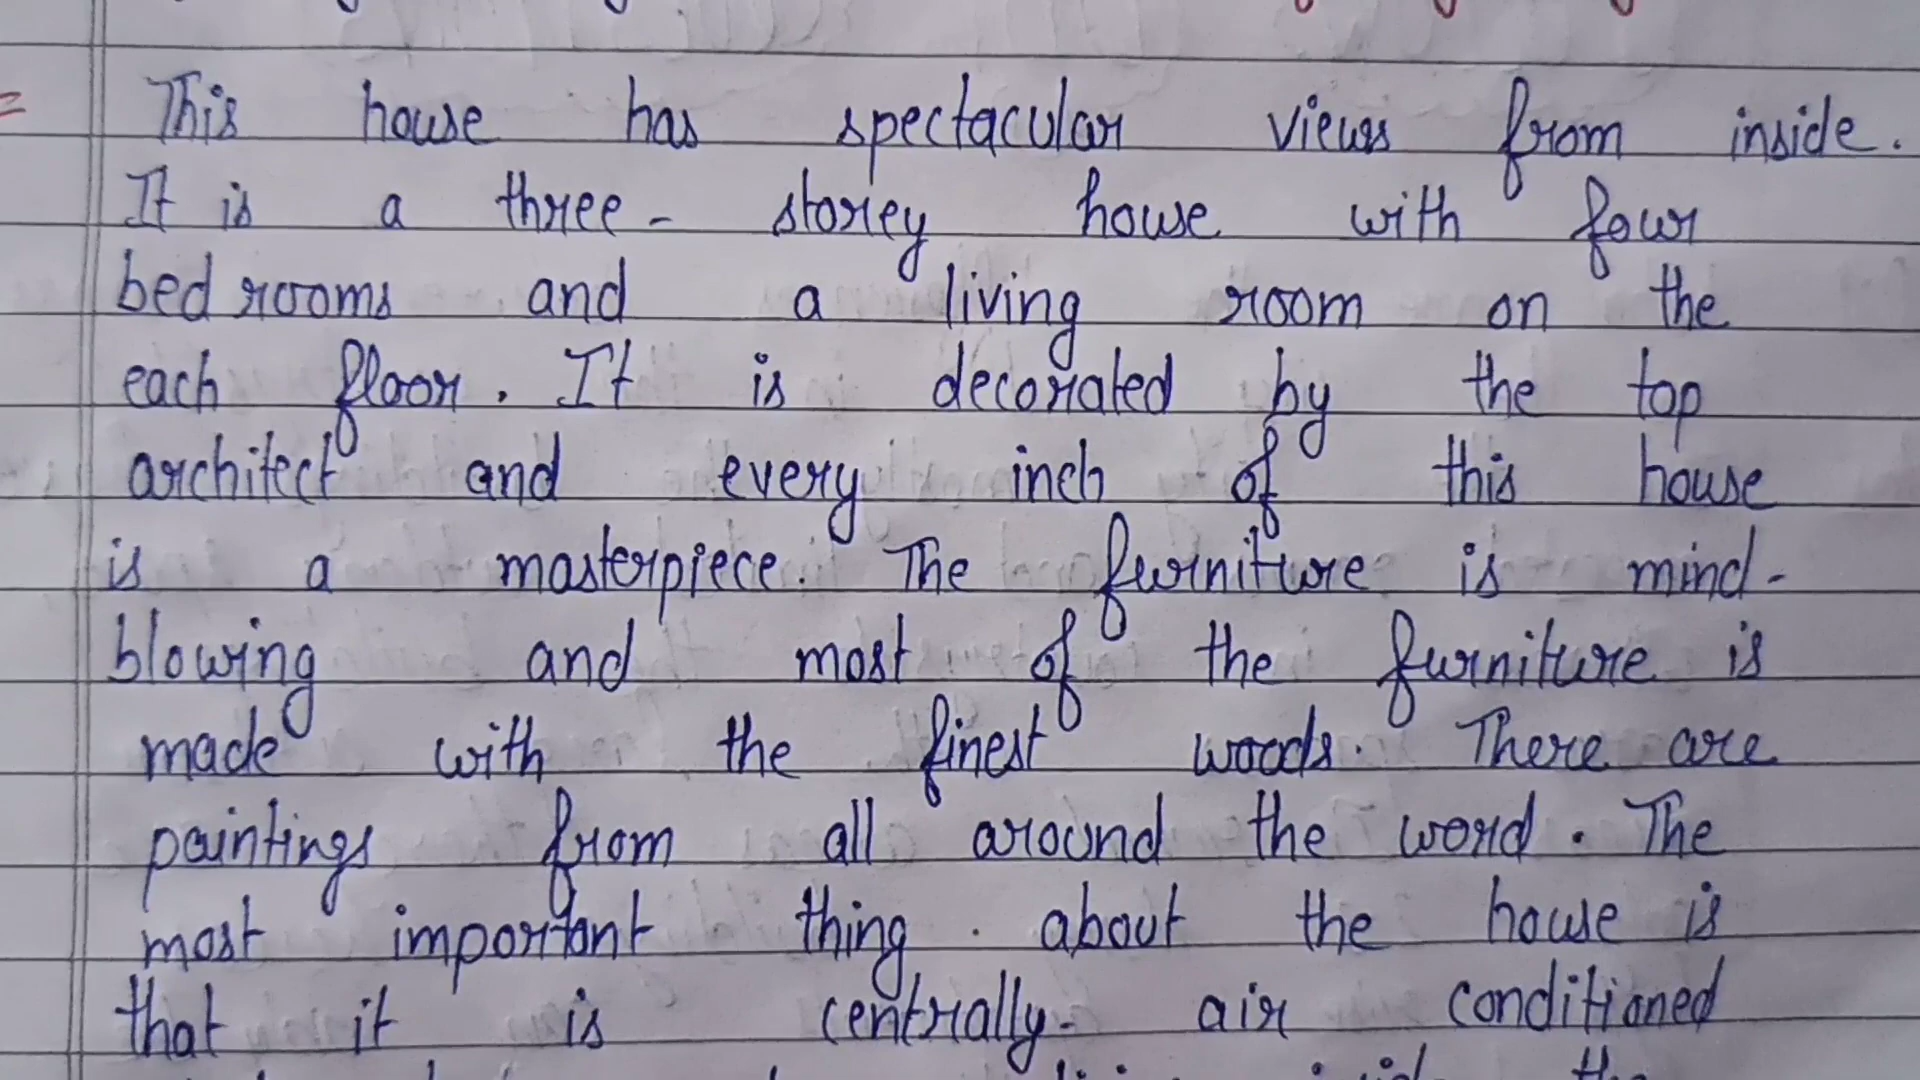 This house has spectacular views from inside.
It is a three- storey house with four
bed rooms and a living room on the
each floor. It is decorated by the top
architect and every inch of this house
is a masterpiece. The furniture is mind-
blowing and most of the furniture is
made with the finest woods. There are
paintings from all around the word. The
most important thing about the house is
that it is centrally- air conditioned